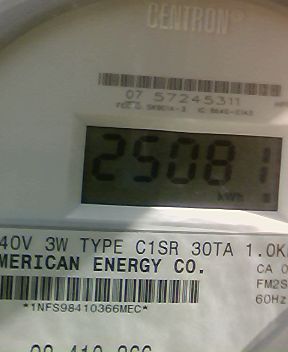 CENTRON®
07 57245311
25081
kWh
40V 3W TYPE C1SR 30TA 1.0K
MERICAN ENERGY CO.
CA 0
FM2S
60Hz
*1NFS98410366MEC*